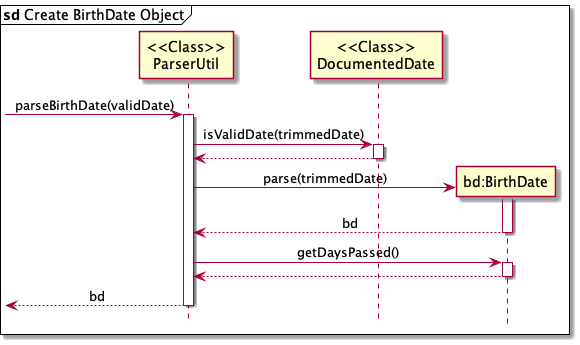 sd Create BirthDate Object
<<Class>>
ParserUtil
<<Class>>
DocumentedDate
parseBirthDate(validDate)
isValidDate(trimmedDate)
parse(trimmedDate)
bd:BirthDate
bd
getDaysPassed()
bd